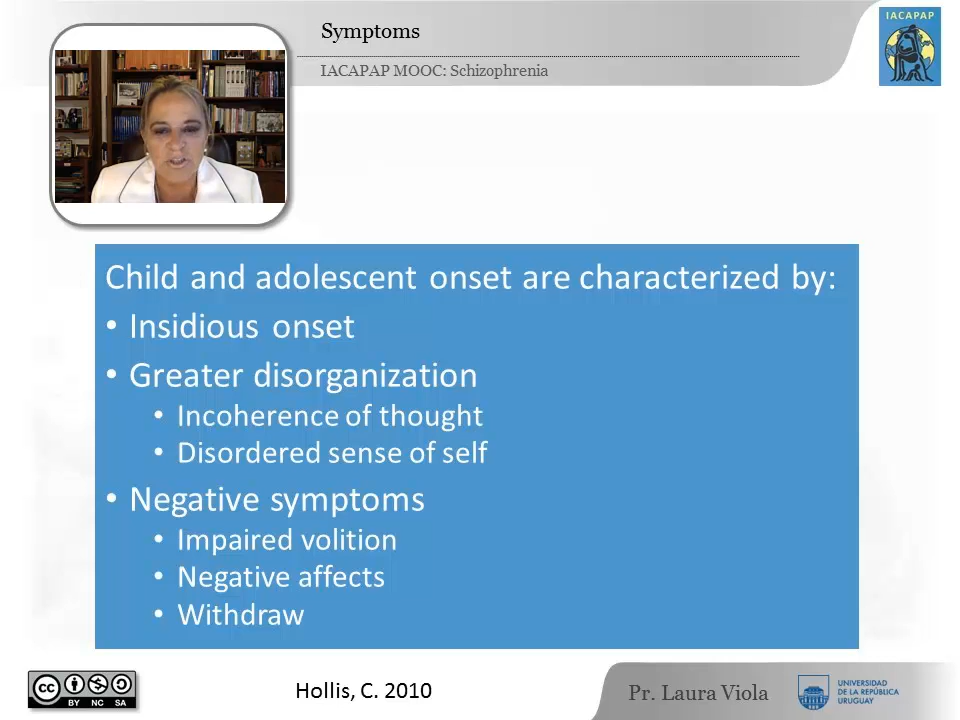 Symptoms
IACAPAP MOOC: Schizophrenia
IACAPAP
Child and adolescent onset are characterized by:
• Insidious onset
• Greater disorganization
• Incoherence of thought
• Disordered sense of self
• Negative symptoms
• Impaired volition
• Negative affects
• Withdraw
cc
BY NC SA
Hollis, C. 2010
Pr. Laura Viola
UNIVERSIDAD
DE LA REPÚBLICA
URUGUAY